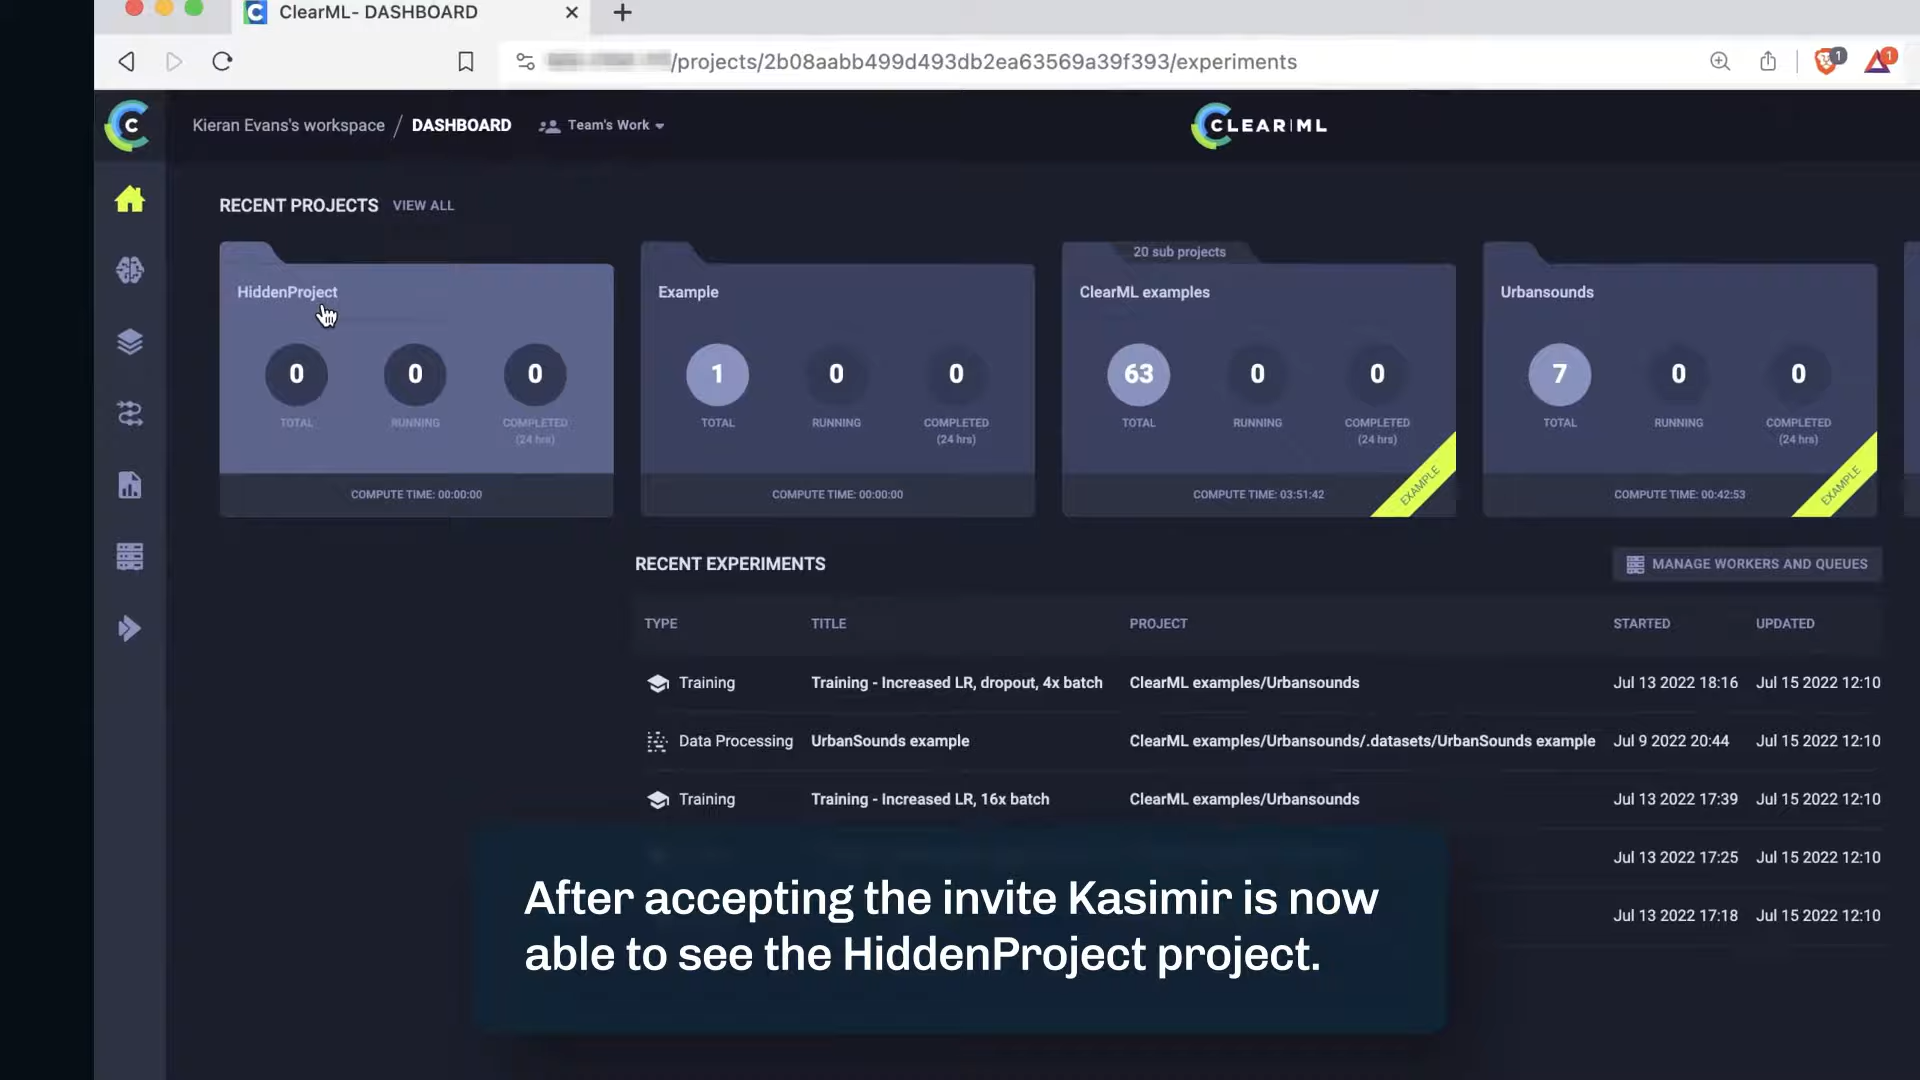 ClearML- DASHBOARD
/projects/2b08aabb499d493db2ea63569a39f393/experiments
1
1
Kieran Evans's workspace / DASHBOARD Team's Work
CLEAR|ML
RECENT PROJECTS VIEW ALL
20 sub projects
HiddenProject
0 0 0
TOTAL RUNNING COMPLETED
(24 hrs)
COMPUTE TIME: 00:00:00
Example
1 0 0
TOTAL RUNNING COMPLETED
(24 hrs)
COMPUTE TIME: 00:00:00
ClearML examples
63 0 0
TOTAL RUNNING COMPLETED
(24 hrs)
COMPUTE TIME: 03:51:42
EXAMPLE
Urbansounds
7 0 0
TOTAL RUNNING COMPLETED
(24 hrs)
COMPUTE TIME: 00:42:53
EXAMPLE
RECENT EXPERIMENTS
MANAGE WORKERS AND QUEUES
TYPE TITLE PROJECT STARTED UPDATED
Training Training - Increased LR, dropout, 4x batch ClearML examples/Urbansounds Jul 13 2022 18:16 Jul 15 2022 12:10
Data Processing UrbanSounds example ClearML examples/Urbansounds/.datasets/UrbanSounds example Jul 9 2022 20:44 Jul 15 2022 12:10
Training Training - Increased LR, 16x batch ClearML examples/Urbansounds Jul 13 2022 17:39 Jul 15 2022 12:10
Jul 13 2022 17:25 Jul 15 2022 12:10
Jul 13 2022 17:18 Jul 15 2022 12:10
After accepting the invite Kasimir is now
able to see the HiddenProject project.